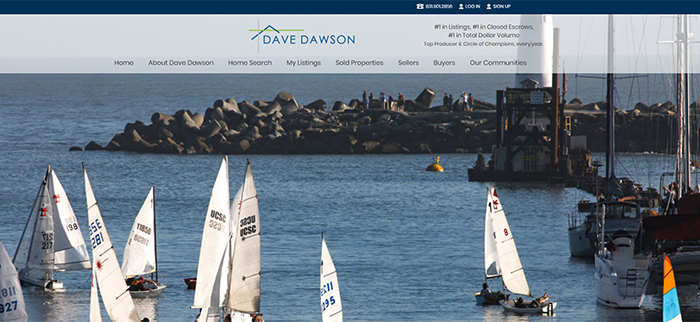 831.901.2856 LOG IN SIGN UP
DAVE DAWSON
#1 in Listings, #1 in Closed Escrows,
#1 in Total Dollar Volume
Top Producer & Circle of Champions, every year.
Home About Dave Dawson Home Search My Listings Sold Properties Sellers Buyers Our Communities
UCSC
323U
UCSC